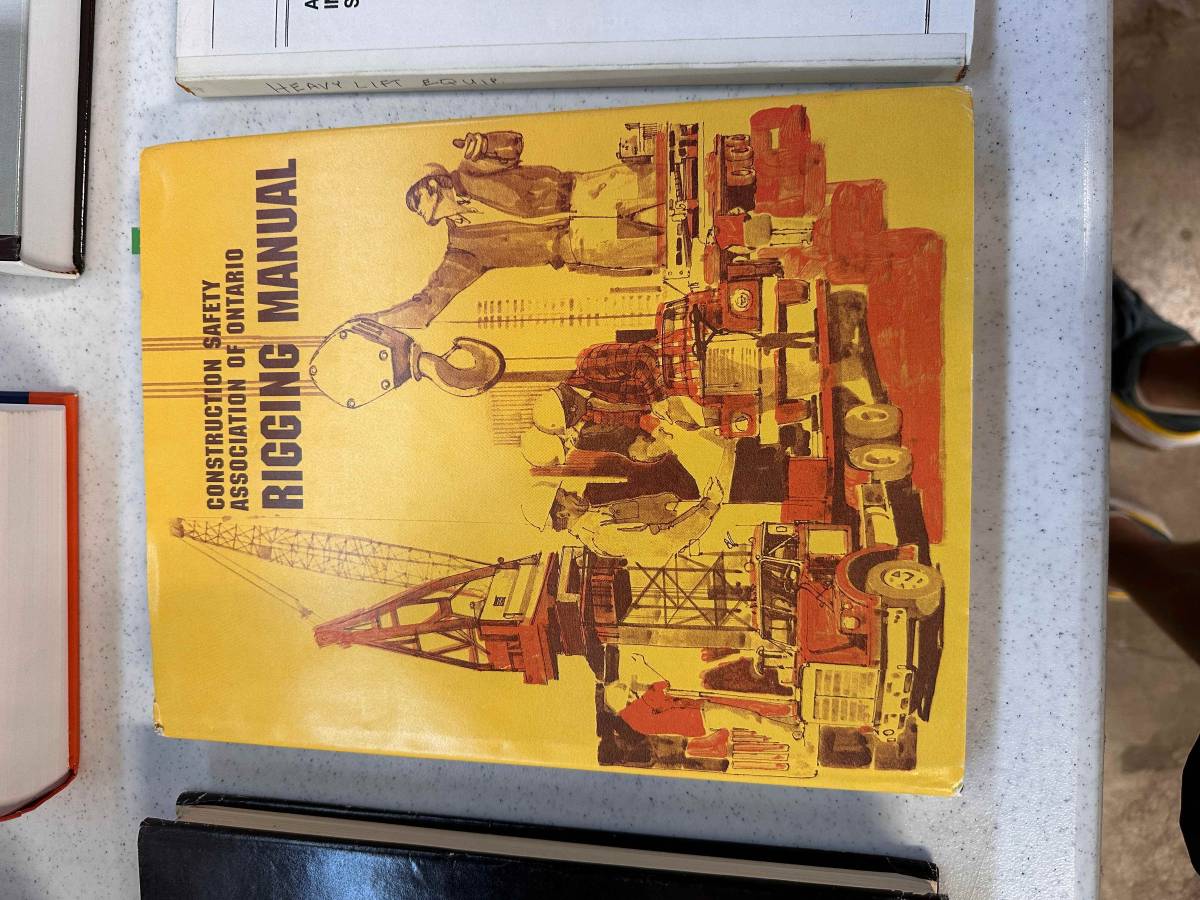 CONSTRUCTION SAFETY
ASSOCIATION OF ONTARIO
RIGGING MANUAL
HEAVY LIFT EQUIP